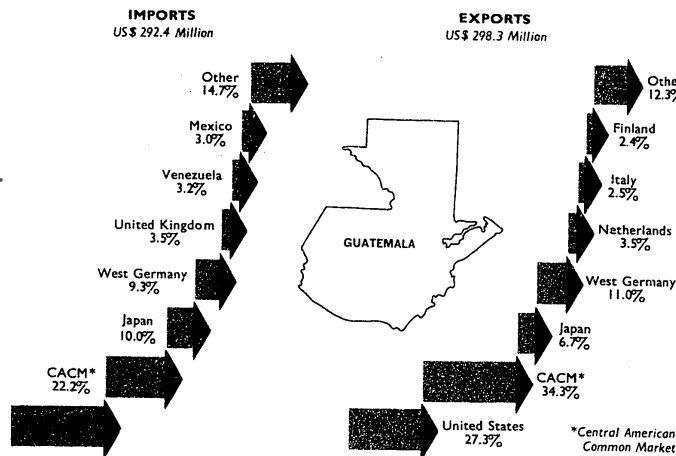 IMPORTS
US$ 292.4 Million
Other
14.7%
Mexico
3.0%
Venezuela
3.2%
United Kingdom
3.5%
West Germany
9.3%
Japan
10.0%
CACM*
22.2%
GUATEMALA
EXPORTS
US$ 298.3 Million
Othe
12.3%
Finland
2.4%
Italy
2.5%
Netherlands
3.5%
West Germany
11.0%
Japan
6.7%
CACM*
34.3%
United States
27.3%
*Central American
Common Market